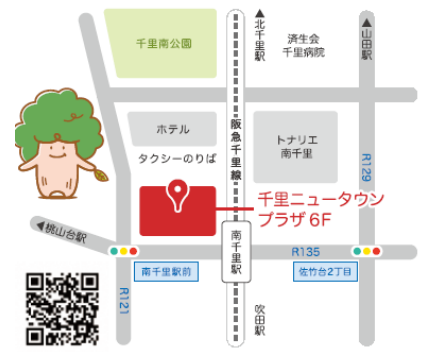 千里南公園
▲北千里駅
済生会
千里病院
▲山田駅
ホテル
タクシーのりば
阪急千里線
トナリエ
南千里
R129
千里ニュータウン
プラザ 6F
◀桃山台駅
南千里駅
R135
南千里駅前
佐竹台2丁目
R121
吹田駅